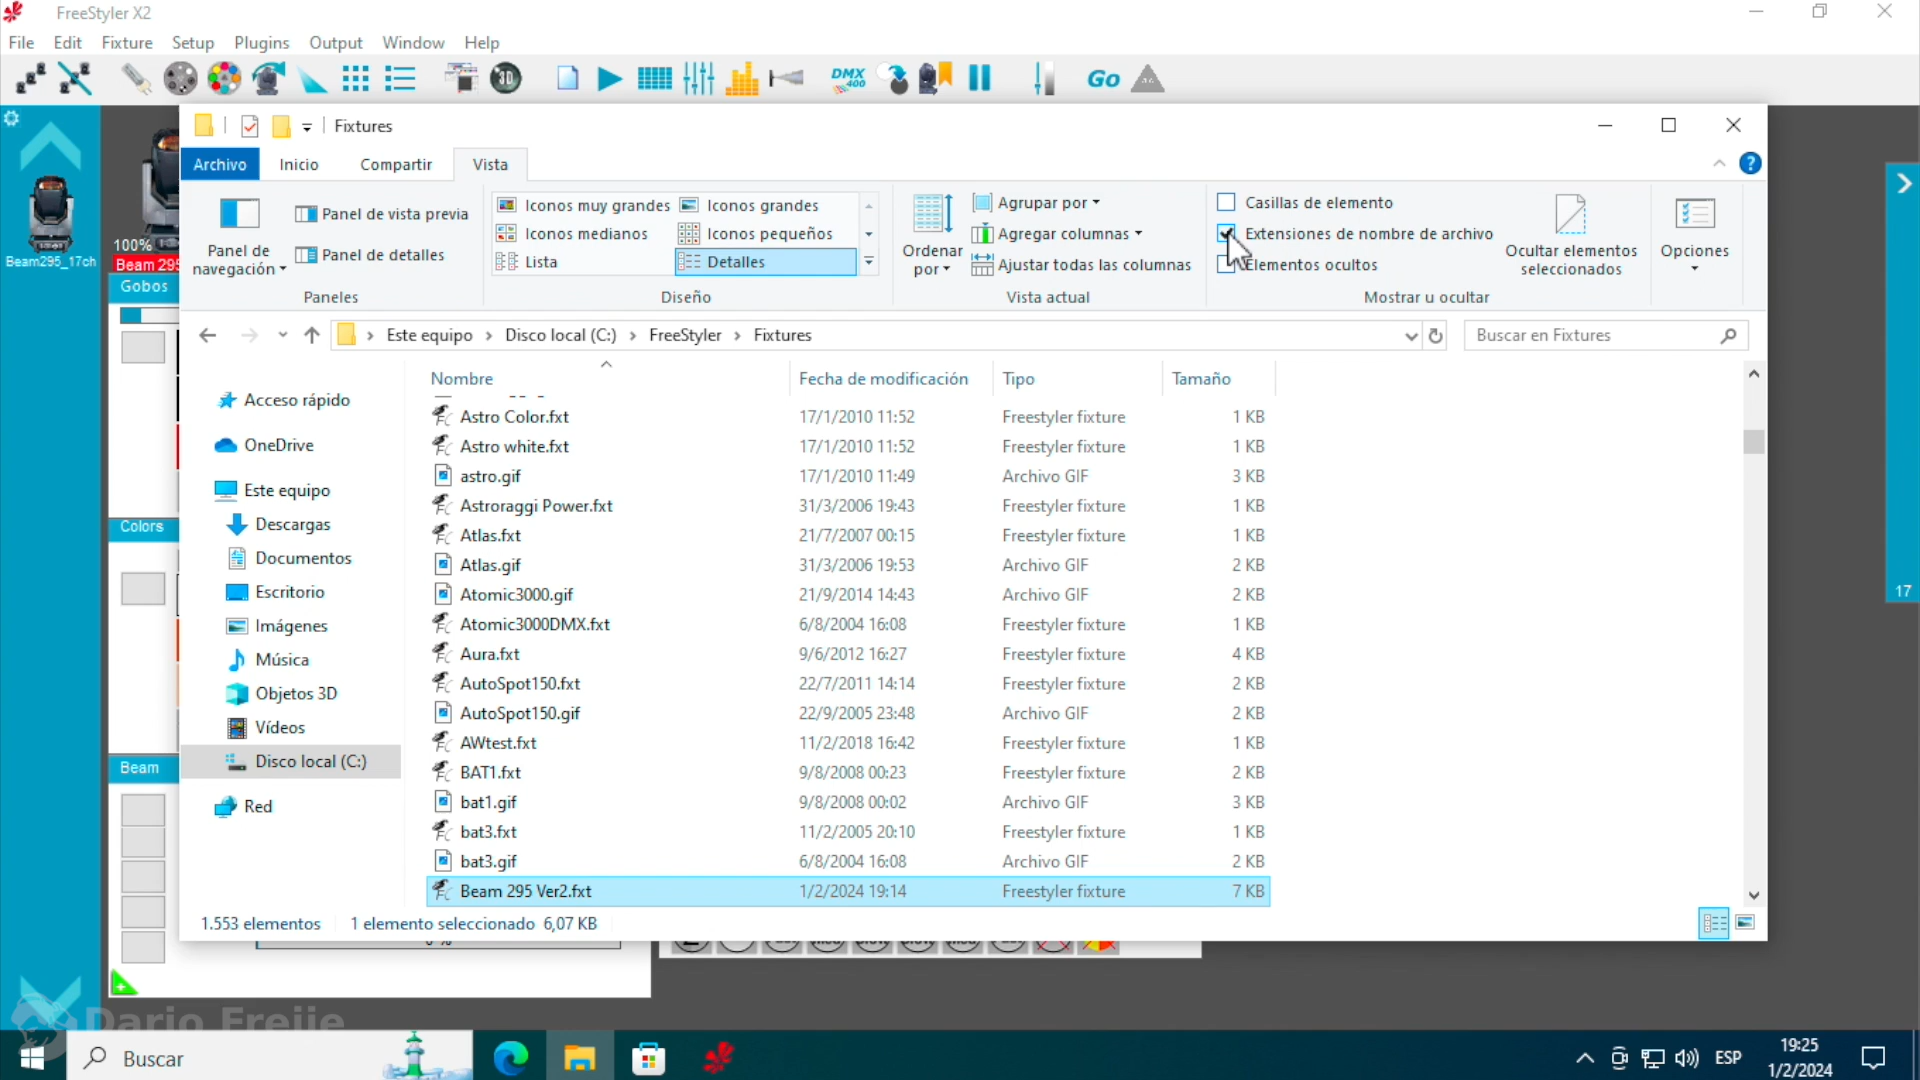 FreeStyler X2
File Edit Fixture Setup Plugins Output Window Help
3D
DMX
400
Go
Fixtures
Archivo Inicio Compartir Vista
Panel de navegación
Panel de vista previa
Panel de detalles
Paneles
Iconos muy grandes Iconos grandes
Iconos medianos Iconos pequeños
Lista Detalles
Diseño
Ordenar por
Agrupar por
Agregar columnas
Ajustar todas las columnas
Vista actual
Casillas de elemento
Extensiones de nombre de archivo
Elementos ocultos
Ocultar elementos seleccionados
Mostrar u ocultar
Opciones
Este equipo Disco local (C:) FreeStyler Fixtures
Buscar en Fixtures
Beam295_17ch
100%
Beam 295
Gobos
Colors
Beam
17
Acceso rápido
OneDrive
Este equipo
Descargas
Documentos
Escritorio
Imágenes
Música
Objetos 3D
Vídeos
Disco local (C:)
Red
Nombre Fecha de modificación Tipo Tamaño
Astro Color.fxt 17/1/2010 11:52 Freestyler fixture 1 KB
Astro white.fxt 17/1/2010 11:52 Freestyler fixture 1 KB
astro.gif 17/1/2010 11:49 Archivo GIF 3 KB
Astroraggi Power.fxt 31/3/2006 19:43 Freestyler fixture 1 KB
Atlas.fxt 21/7/2007 00:15 Freestyler fixture 1 KB
Atlas.gif 31/3/2006 19:53 Archivo GIF 2 KB
Atomic3000.gif 21/9/2014 14:43 Archivo GIF 2 KB
Atomic3000DMX.fxt 6/8/2004 16:08 Freestyler fixture 1 KB
Aura.fxt 9/6/2012 16:27 Freestyler fixture 4 KB
AutoSpot150.fxt 22/7/2011 14:14 Freestyler fixture 2 KB
AutoSpot150.gif 22/9/2005 23:48 Archivo GIF 2 KB
AWtest.fxt 11/2/2018 16:42 Freestyler fixture 1 KB
BAT1.fxt 9/8/2008 00:23 Freestyler fixture 2 KB
bat1.gif 9/8/2008 00:02 Archivo GIF 3 KB
bat3.fxt 11/2/2005 20:10 Freestyler fixture 1 KB
bat3.gif 6/8/2004 16:08 Archivo GIF 2 KB
Beam 295 Ver2.fxt 1/2/2024 19:14 Freestyler fixture 7 KB
1.553 elementos 1 elemento seleccionado 6,07 KB
Dario Freije
Buscar
ESP
19:25
1/2/2024